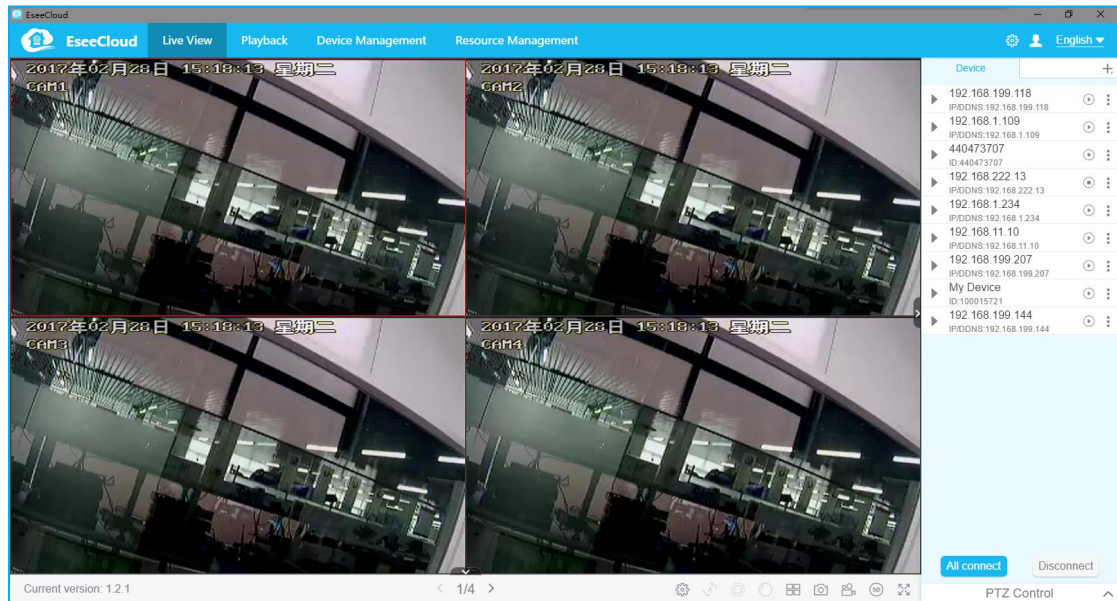 EseeCloud
EseeCloud Live View Playback Device Management Resource Management English
2017年02月28日 15:18:13 星期二
CAM1
2017年02月28日 15:18:13 星期二
CAM2
2017年02月28日 15:18:13 星期二
CAM3
2017年02月28日 15:18:13 星期二
CAM4
Device
192.168.199.118
IP/DDNS:192.168.199.118
192.168.1.109
IP/DDNS:192.168.1.109
440473707
ID:440473707
192.168.222.13
IP/DDNS:192.168.222.13
192.168.1.234
IP/DDNS:192.168.1.234
192.168.11.10
IP/DDNS:192.168.11.10
192.168.199.207
IP/DDNS:192.168.199.207
My Device
ID:100015721
192.168.199.144
IP/DDNS:192.168.199.144
All connect Disconnect
Current version: 1.2.1 1/4 SD
PTZ Control